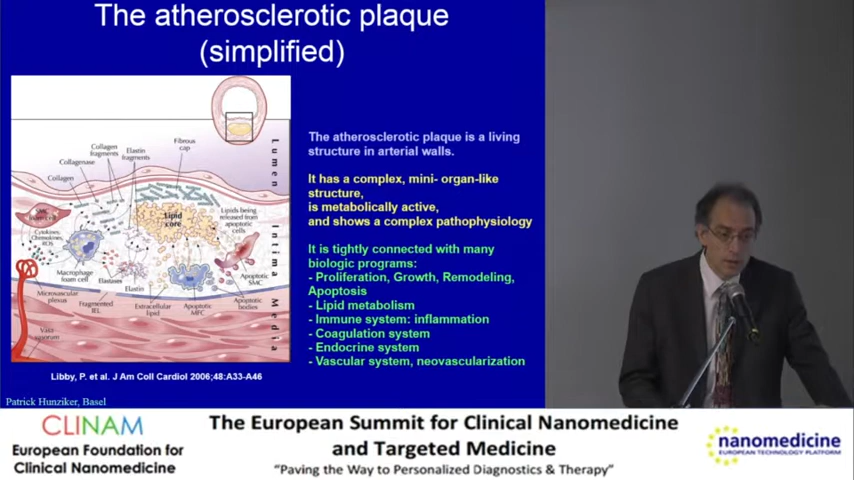 The atherosclerotic plaque
(simplified)
Collagen
fragments
Elastin
fragments
Fibrous
cap
Collagenase
Collagen
Lumen
SMC
Cytokines,
Chemokines,
ROS
Lipid
core
Lipids being
released from
apoptotic
cells
Intima
Macrophage
foam cell
Elastases
Elastin
Apoptotic
SMC
Microvascular
plexus
Fragmented
IEL
Extracellular
lipid
Apoptotic
MFC
Apoptotic
bodies
Media
Vasa
vasorum
Libby, P. et al. J Am Coll Cardiol 2006;48:A33-A46
The atherosclerotic plaque is a living
structure in arterial walls.
It has a complex, mini- organ-like
structure,
is metabolically active,
and shows a complex pathophysiology
It is tightly connected with many
biologic programs:
- Proliferation, Growth, Remodeling,
Apoptosis
- Lipid metabolism
- Immune system: inflammation
- Coagulation system
- Endocrine system
- Vascular system, neovascularization
Patrick Hunziker, Basel
CLINAM
European Foundation for
Clinical Nanomedicine
The European Summit for Clinical Nanomedicine
and Targeted Medicine
“Paving the Way to Personalized Diagnostics & Therapy”
nanomedicine
EUROPEAN TECHNOLOGY PLATFORM